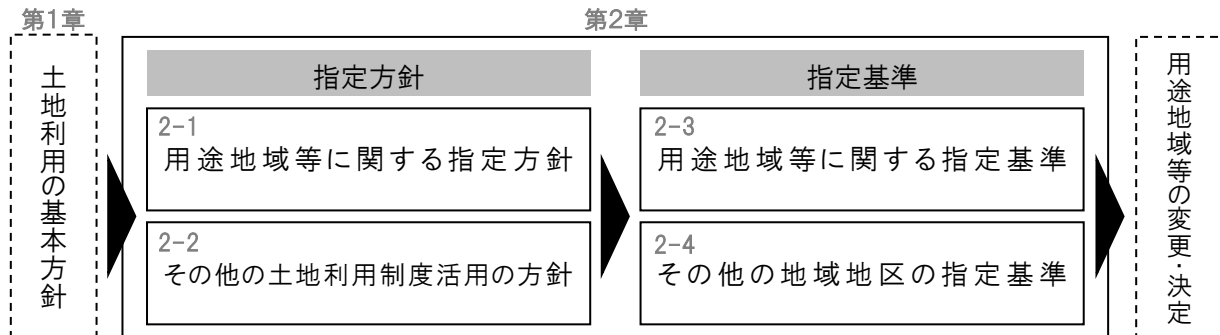 第1章
第2章
土地利用の基本方針
指定方針
2-1
用途地域等に関する指定方針
2-2
その他の土地利用制度活用の方針
指定基準
2-3
用途地域等に関する指定基準
2-4
その他の地域地区の指定基準
用途地域等の変更・決定